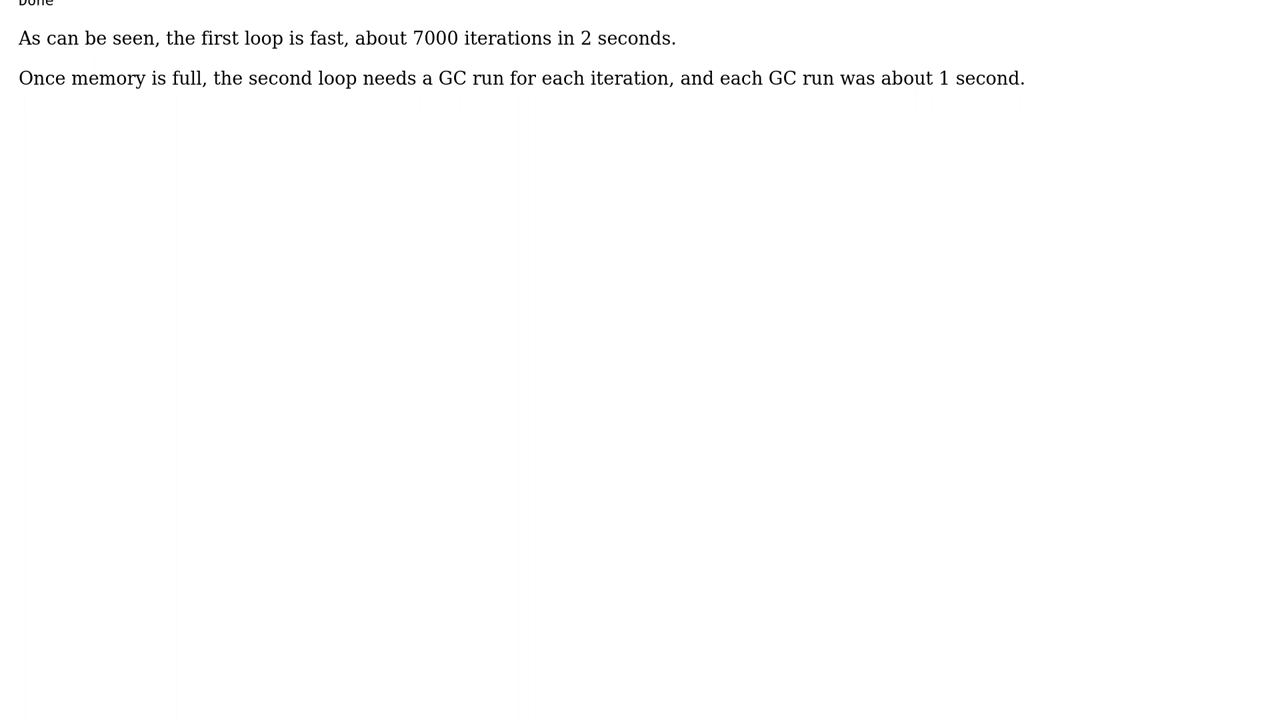 Done
As can be seen, the first loop is fast, about 7000 iterations in 2 seconds.
Once memory is full, the second loop needs a GC run for each iteration, and each GC run was about 1 second.